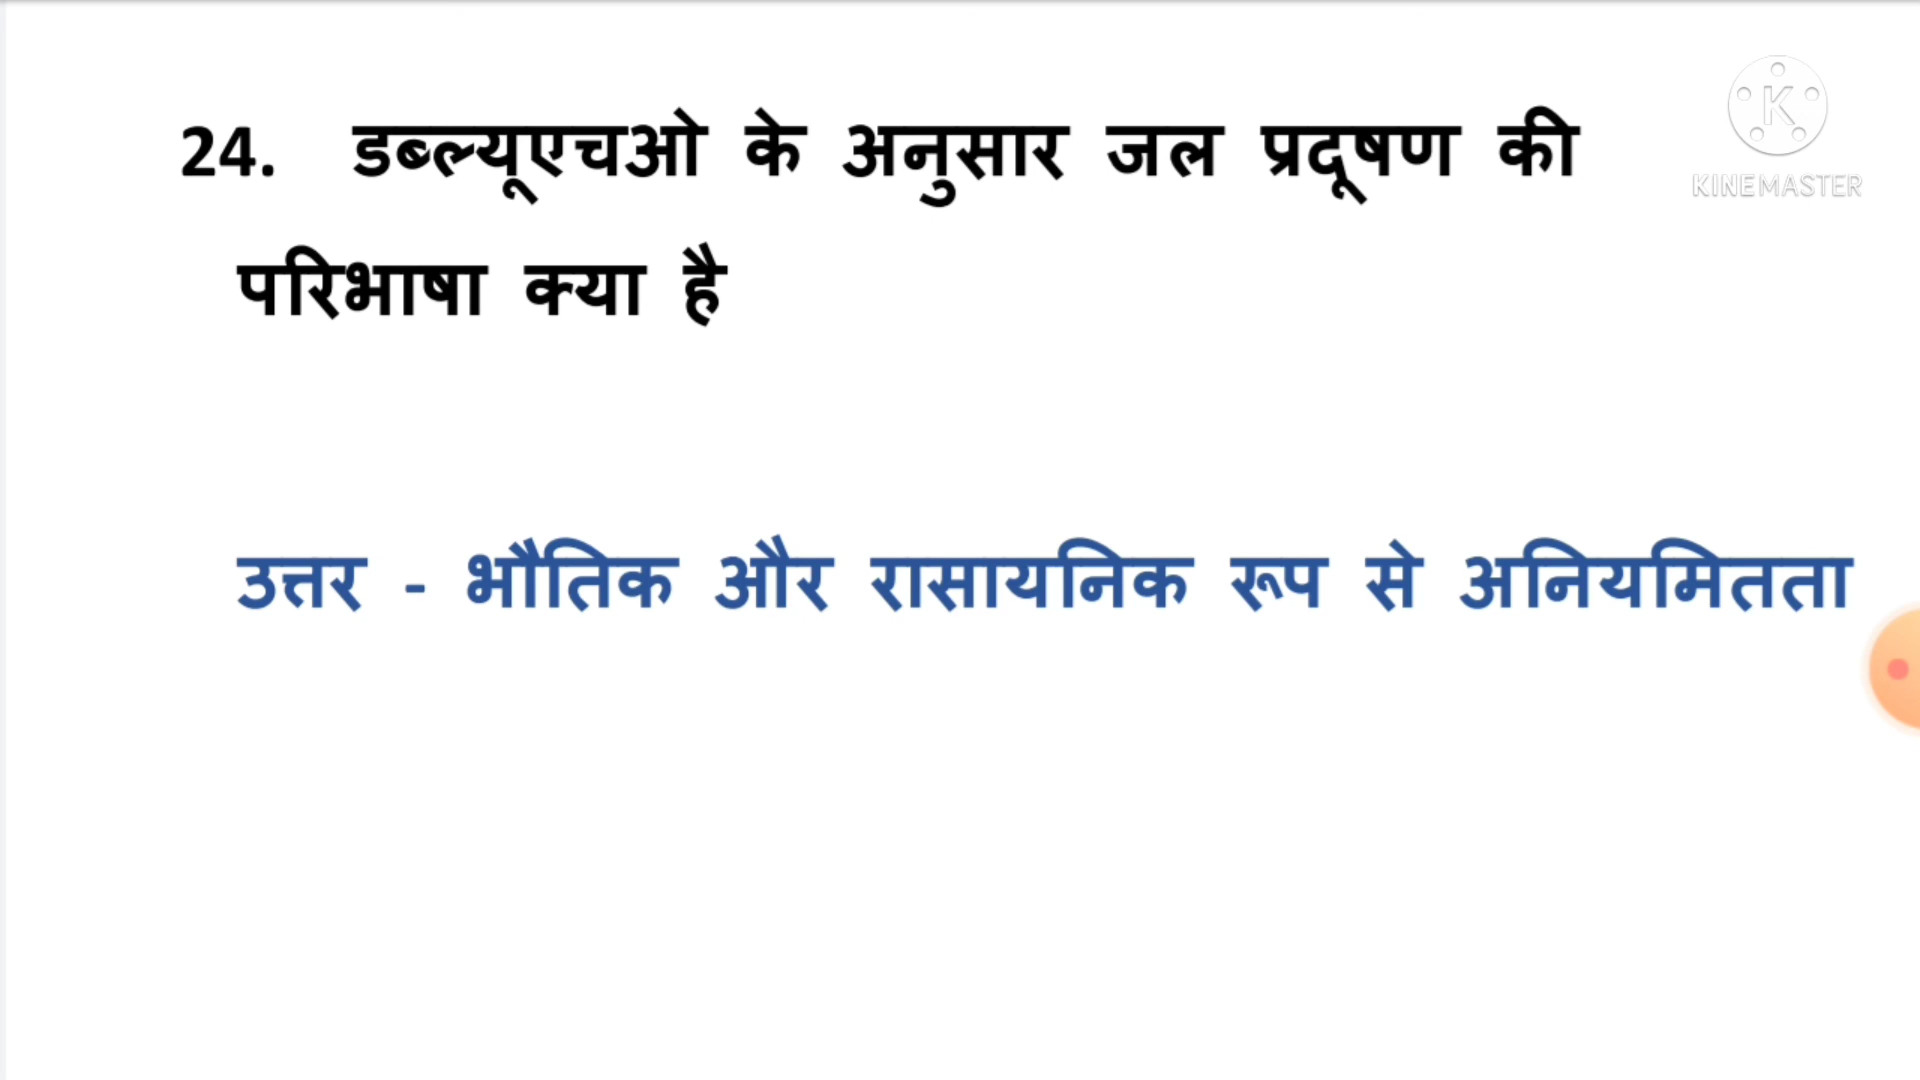 24. डब्ल्यूएचओ के अनुसार जल प्रदूषण की
परिभाषा क्या है
उत्तर - भौतिक और रासायनिक रूप से अनियमितता
K
KINEMASTER